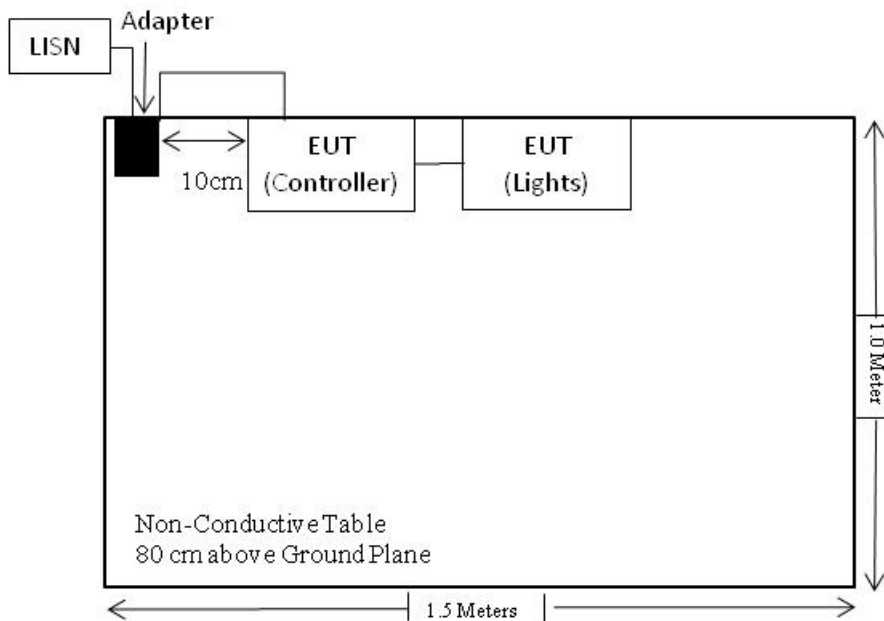 Adapter
LISN
EUT
(Controller)
EUT
(Lights)
10cm
1.0 Meter
Non-Conductive Table
80 cm above Ground Plane
1.5 Meters